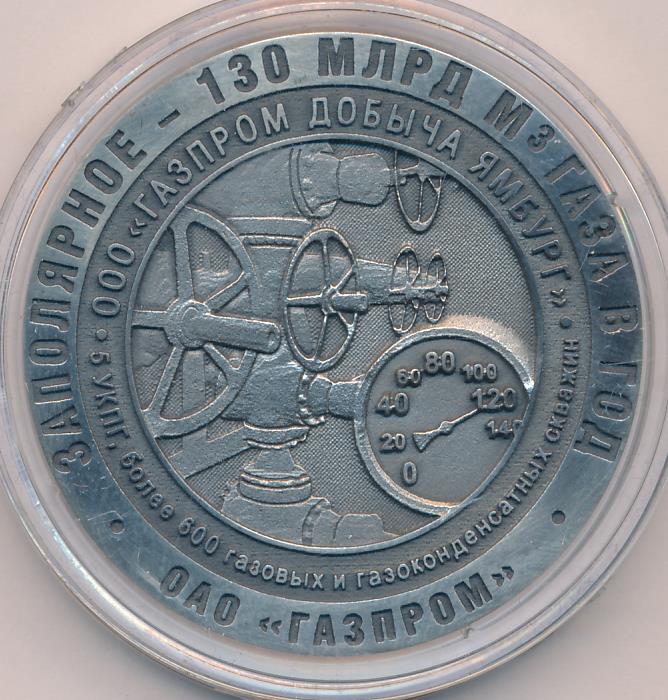 ЗАПОЛЯРНОЕ - 130 МЛРД М3 ГАЗА В ГОД
• ОАО «ГАЗПРОМ» •
ООО «ГАЗПРОМ ДОБЫЧА ЯМБУРГ»
• 5 УКПГ, более 600 газовых и газоконденсатных скважин •
0 20 40 60 80 100 120 140